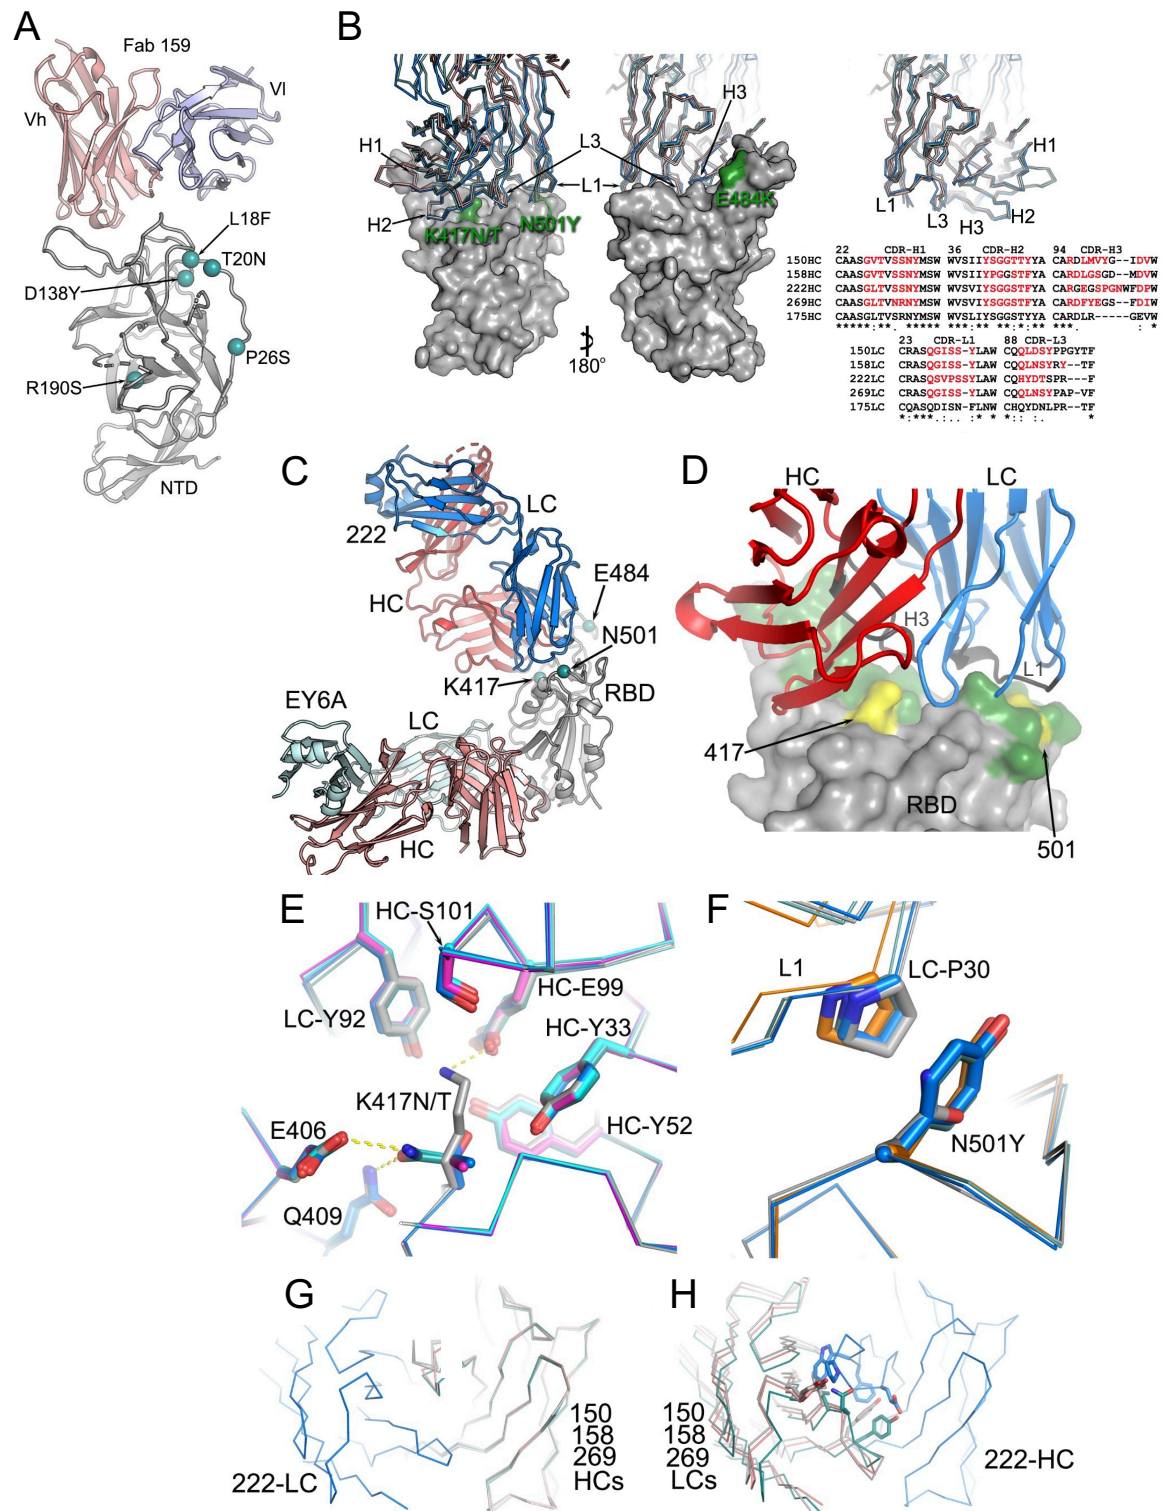 A
Fab 159
Vh
Vl
L18F
T20N
D138Y
P26S
R190S
NTD
B
H1
H2
K417N/T
N501Y
L3
L1
H3
E484K
180°
L1
L3
H3
H2
H1
22 CDR-H1 36 CDR-H2 94 CDR-H3
150HC CAASGVTVSSNYMSW WVSIIYSGGTTYYA CARDLMVYG--IDVW
158HC CAASGLTVSSNYMSW WVSIIYPGGSTFYA CARDLGSGD--MDVW
222HC CAASGLTVSSNYMSW WVSVIYSGGSTFYA CARGEGSPGNWFDPW
269HC CAASGLTVNRNYMSW WVSVIYSGGSTFYA CARDFYEGS--FDIW
175HC CAASGLTVSRNYMSW WVSLIYSGGSTYYA CARDLR-----GEVW
23 CDR-L1 88 CDR-L3
150LC CRASQGISS-YLAW CQQLDSYPPGYTF
158LC CRASQGISS-YLAW CQQLNSYRY--TF
222LC CRASQSVPSSYLAW CQHYDTSPR---F
269LC CRASQGISS-YLAW CQQLNSYPAP-VF
175LC CQASQDISN-FLNW CHQYDNLPR--TF
C
222
LC
HC
E484
N501
K417
RBD
EY6A
LC
HC
D
HC
LC
H3
L1
417
RBD
501
E
HC-S101
LC-Y92
HC-E99
HC-Y33
K417N/T
HC-Y52
E406
Q409
F
L1
LC-P30
N501Y
G
222-LC
150
158
269
HCs
H
150
158
269
LCs
222-HC